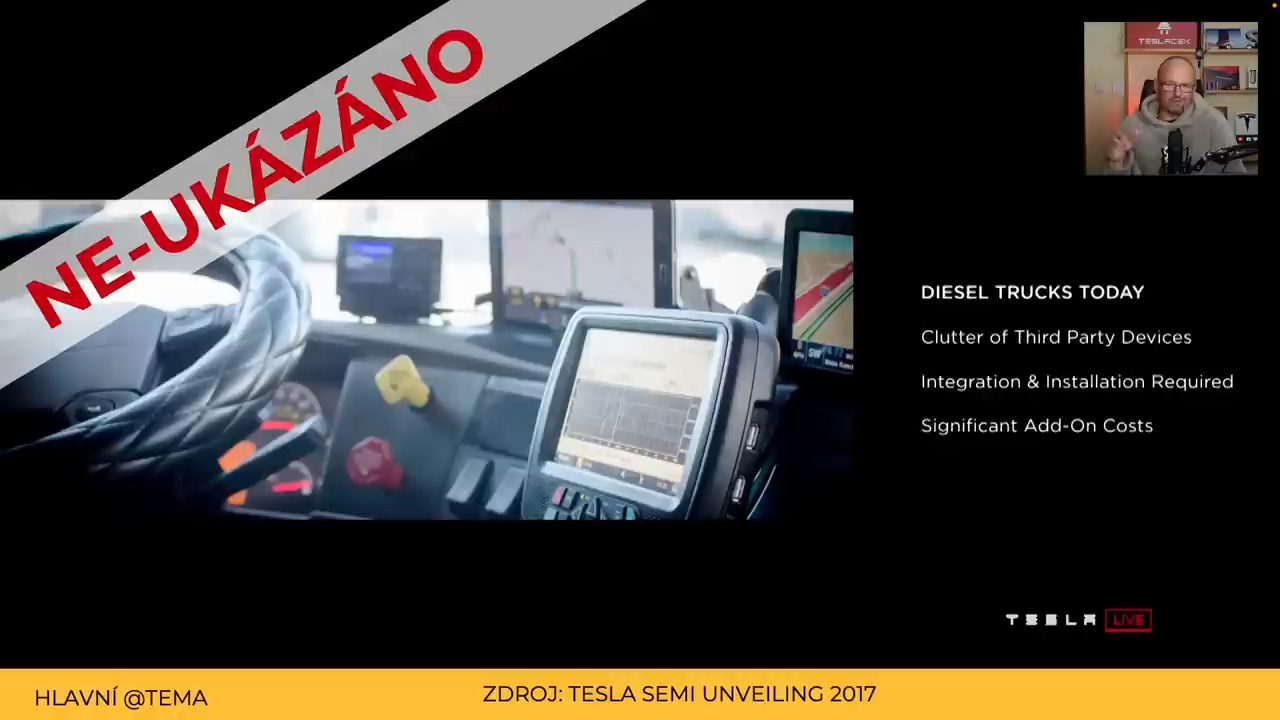 NE-UKÁZÁNO
TESLACEK
DIESEL TRUCKS TODAY
Clutter of Third Party Devices
Integration & Installation Required
Significant Add-On Costs
TESLA LIVE
HLAVNÍ @TEMA
ZDROJ: TESLA SEMI UNVEILING 2017